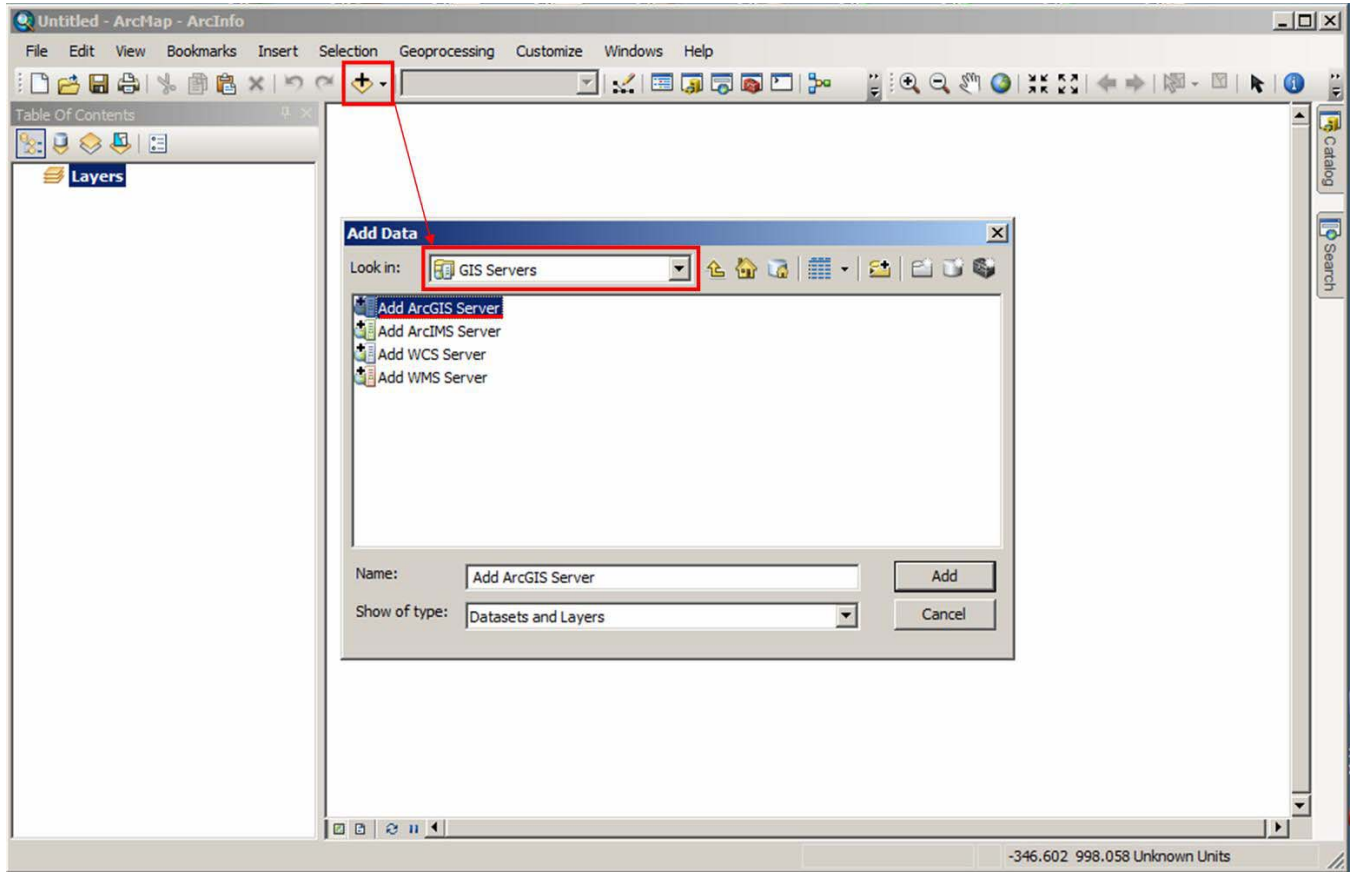 Untitled - ArcMap - ArcInfo
File Edit View Bookmarks Insert Selection Geoprocessing Customize Windows Help
Table Of Contents
Layers
Add Data
Look in: GIS Servers
Add ArcGIS Server
Add ArcIMS Server
Add WCS Server
Add WMS Server
Name: Add ArcGIS Server
Add
Show of type: Datasets and Layers
Cancel
Catalog
Search
-346.602 998.058 Unknown Units